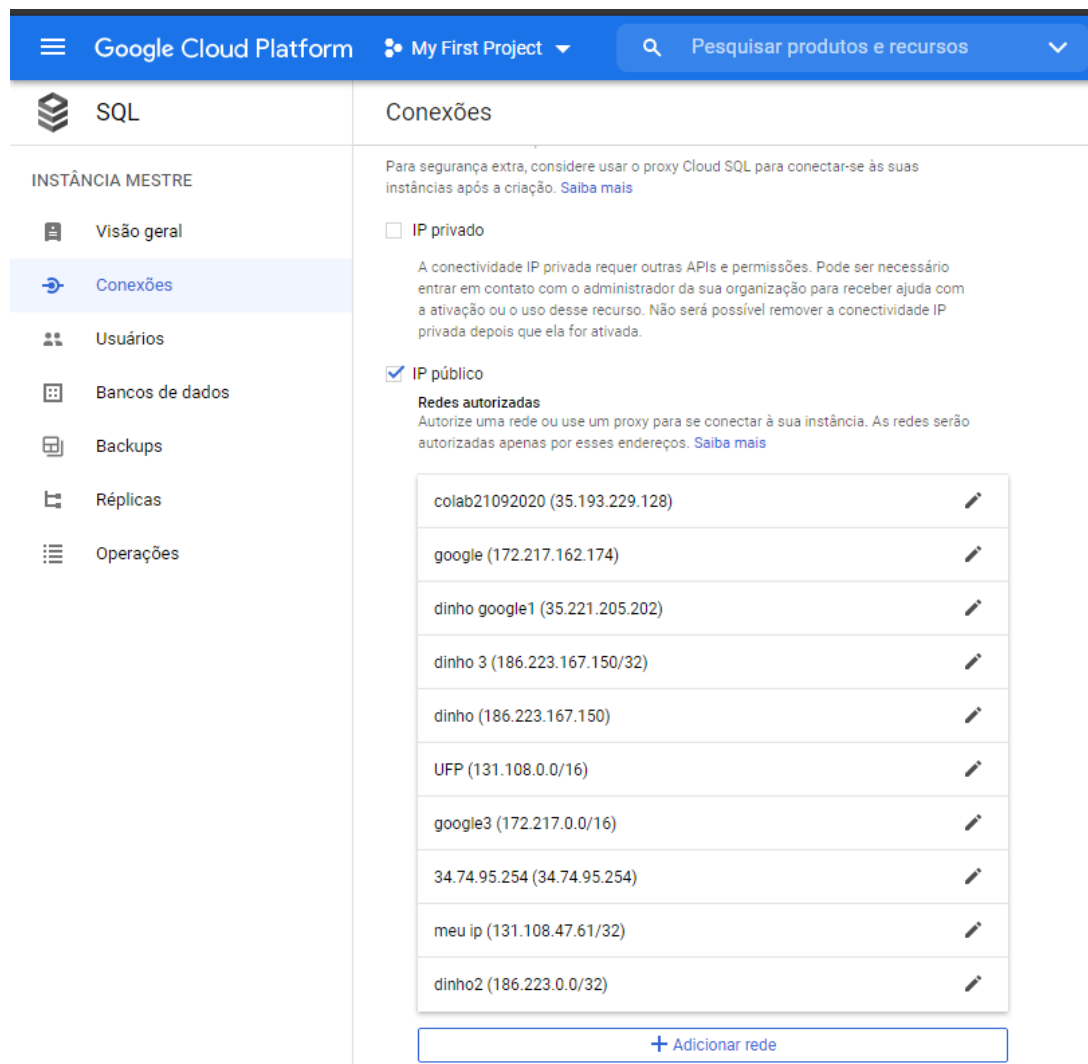 Google Cloud Platform My First Project Pesquisar produtos e recursos
SQL
Conexões
INSTÂNCIA MESTRE
Visão geral
Conexões
Usuários
Bancos de dados
Backups
Réplicas
Operações
Para segurança extra, considere usar o proxy Cloud SQL para conectar-se às suas
instâncias após a criação. Saiba mais
IP privado
A conectividade IP privada requer outras APIs e permissões. Pode ser necessário
entrar em contato com o administrador da sua organização para receber ajuda com
a ativação ou o uso desse recurso. Não será possível remover a conectividade IP
privada depois que ela for ativada.
IP público
Redes autorizadas
Autorize uma rede ou use um proxy para se conectar à sua instância. As redes serão
autorizadas apenas por esses endereços. Saiba mais
colab21092020 (35.193.229.128)
google (172.217.162.174)
dinho google1 (35.221.205.202)
dinho 3 (186.223.167.150/32)
dinho (186.223.167.150)
UFP (131.108.0.0/16)
google3 (172.217.0.0/16)
34.74.95.254 (34.74.95.254)
meu ip (131.108.47.61/32)
dinho2 (186.223.0.0/32)
+ Adicionar rede